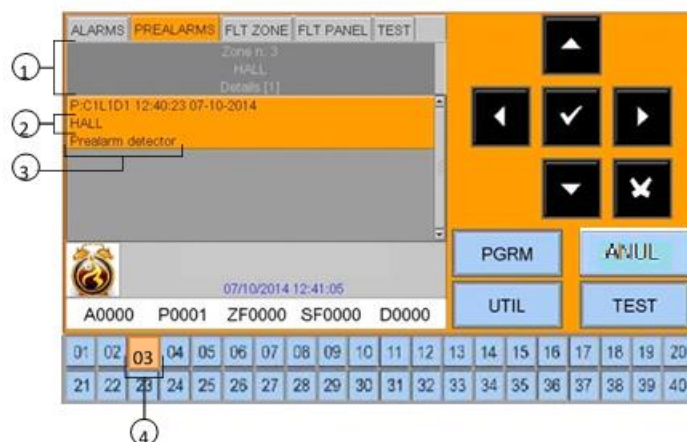 ALARMS PREALARMS FLT ZONE FLT PANEL TEST
Zone n. 3
HALL
Details [1]
1
P:C1L1D1 12:40:23 07-10-2014
2
HALL
Prealarm detector
3
PGRM ANUL
07/10/2014 12:41:05
UTIL TEST
A0000 P0001 ZF0000 SF0000 D0000
01 02 03 04 05 06 07 08 09 10 11 12 13 14 15 16 17 18 19 20
21 22 23 24 25 26 27 28 29 30 31 32 33 34 35 36 37 38 39 40
4